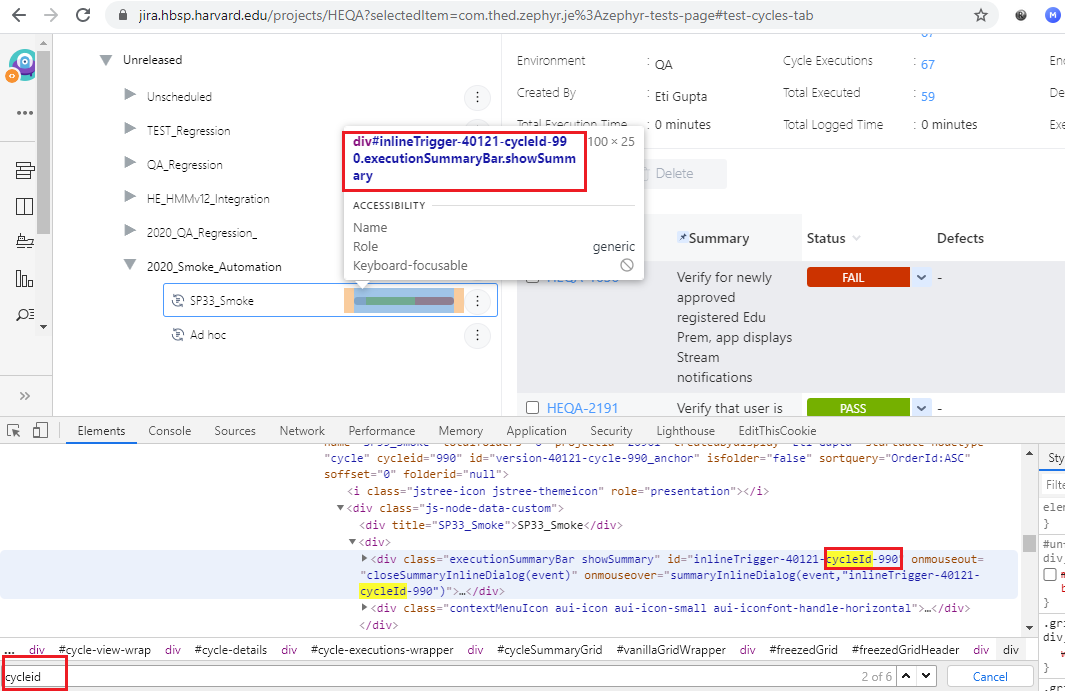 jira.hbsp.harvard.edu/projects/HEQA?selectedItem=com.thed.zephyr.je%3Azephyr-tests-page#test-cycles-tab
M
Unreleased
Unscheduled
TEST_Regression
QA_Regression
HE_HMMv12_Integration
2020_QA_Regression_
2020_Smoke_Automation
SP33_Smoke
Ad hoc
Environment : QA Cycle Executions : 67
Created By : Eti Gupta Total Executed : 59
Total Execution Time : 0 minutes Total Logged Time : 0 minutes
div#inlineTrigger-40121-cycleId-99
0.executionSummaryBar.showSumm
ary
100 × 25
ACCESSIBILITY
Name
Role generic
Keyboard-focusable
Delete
Summary Status Defects
Verify for newly
approved
registered Edu
Prem, app displays
Stream
notifications
FAIL -
HEQA-2191 Verify that user is PASS -
Elements Console Sources Network Performance Memory Application Security Lighthouse EditThisCookie
"cycle" cycleid="990" id="version-40121-cycle-990_anchor" isfolder="false" sortquery="OrderId:ASC"
soffset="0" folderid="null">
<i class="jstree-icon jstree-themeicon" role="presentation"></i>
<div class="js-node-data-custom">
<div title="SP33_Smoke">SP33_Smoke</div>
<div>
<div class="executionSummaryBar showSummary" id="inlineTrigger-40121-cycleId-990" onmouseout=
"closeSummaryInlineDialog(event)" onmouseover="summaryInlineDialog(event,"inlineTrigger-40121-
cycleId-990")">…</div>
<div class="contextMenuIcon aui-icon aui-icon-small aui-iconfont-handle-horizontal">…</div>
</div>
... div #cycle-view-wrap div #cycle-details div #cycle-executions-wrapper div #cycleSummaryGrid #vanillaGridWrapper div #freezedGrid #freezedGridHeader div div
cycleid 2 of 6 Cancel